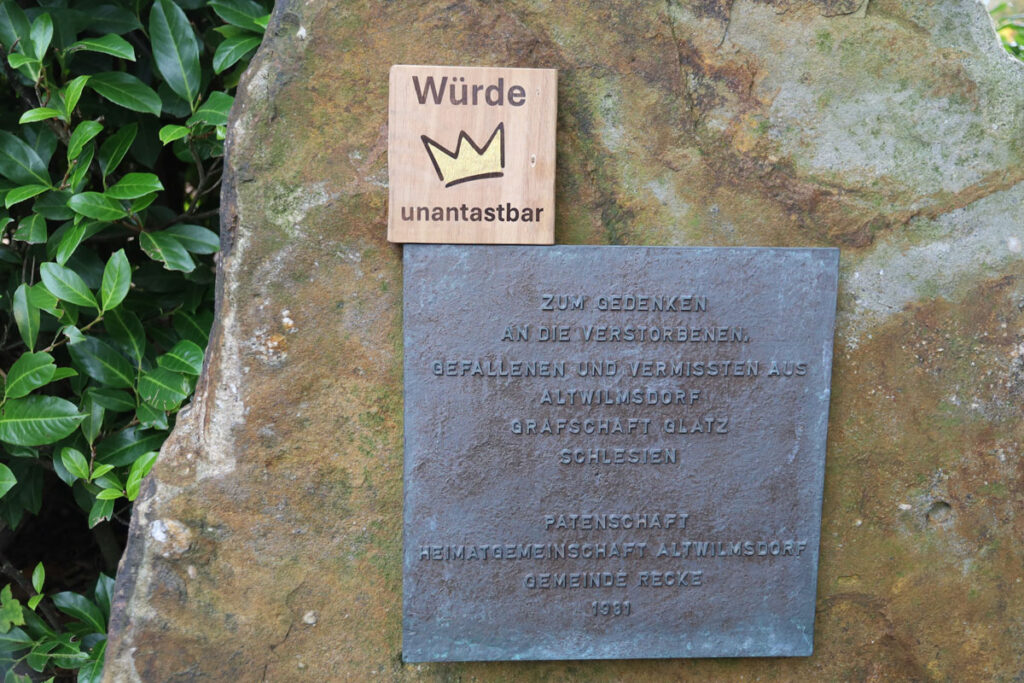 Würde
unantastbar
ZUM GEDENKEN
AN DIE VERSTORBENEN,
GEFALLENEN UND VERMISSTEN AUS
ALTWILMSDORF
GRAFSCHAFT GLATZ
SCHLESIEN
PATENSCHAFT
HEIMATGEMEINSCHAFT ALTWILMSDORF
GEMEINDE RECKE
1981